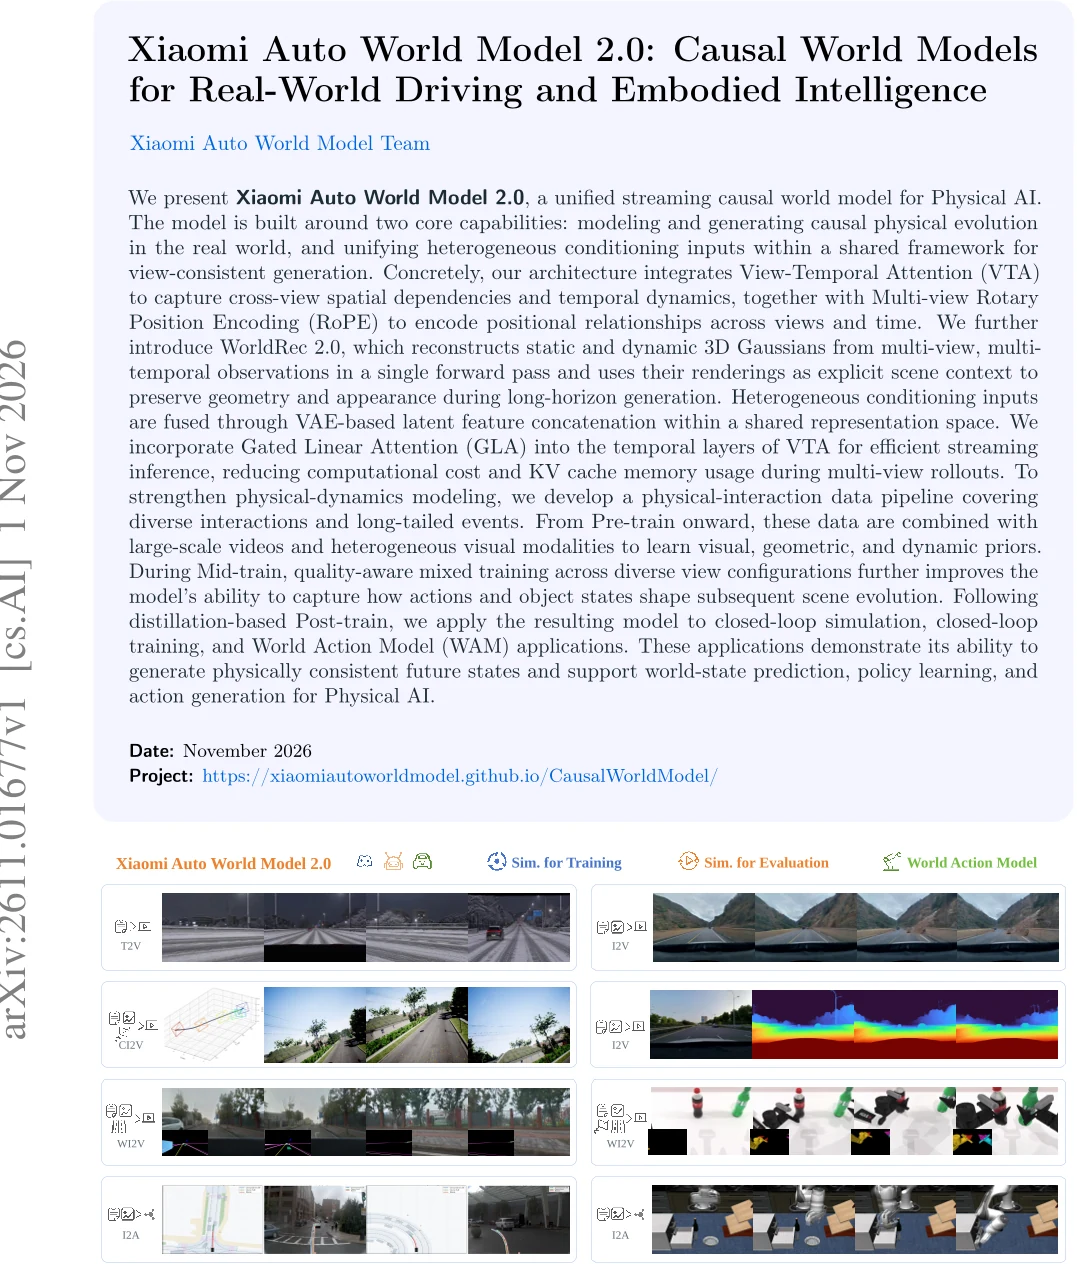 Xiaomi Auto World Model 2.0: Causal World Models
for Real-World Driving and Embodied Intelligence
Xiaomi Auto World Model Team
We present Xiaomi Auto World Model 2.0, a unified streaming causal world model for Physical AI.
The model is built around two core capabilities: modeling and generating causal physical evolution
in the real world, and unifying heterogeneous conditioning inputs within a shared framework for
view-consistent generation. Concretely, our architecture integrates View-Temporal Attention (VTA)
to capture cross-view spatial dependencies and temporal dynamics, together with Multi-view Rotary
Position Encoding (RoPE) to encode positional relationships across views and time. We further
introduce WorldRec 2.0, which reconstructs static and dynamic 3D Gaussians from multi-view, multi-
temporal observations in a single forward pass and uses their renderings as explicit scene context to
preserve geometry and appearance during long-horizon generation. Heterogeneous conditioning inputs
are fused through VAE-based latent feature concatenation within a shared representation space. We
incorporate Gated Linear Attention (GLA) into the temporal layers of VTA for efficient streaming
inference, reducing computational cost and KV cache memory usage during multi-view rollouts. To
strengthen physical-dynamics modeling, we develop a physical-interaction data pipeline covering
diverse interactions and long-tailed events. From Pre-train onward, these data are combined with
large-scale videos and heterogeneous visual modalities to learn visual, geometric, and dynamic priors.
During Mid-train, quality-aware mixed training across diverse view configurations further improves the
model's ability to capture how actions and object states shape subsequent scene evolution. Following
distillation-based Post-train, we apply the resulting model to closed-loop simulation, closed-loop
training, and World Action Model (WAM) applications. These applications demonstrate its ability to
generate physically consistent future states and support world-state prediction, policy learning, and
action generation for Physical AI.
Date: November 2026
Project: https://xiaomiautoworldmodel.github.io/CausalWorldModel/
arXiv:2611.01677v1 [cs.AI] 1 Nov 2026
Xiaomi Auto World Model 2.0
Sim. for Training
Sim. for Evaluation
World Action Model
T2V
I2V
CI2V
I2V
WI2V
WI2V
I2A
I2A